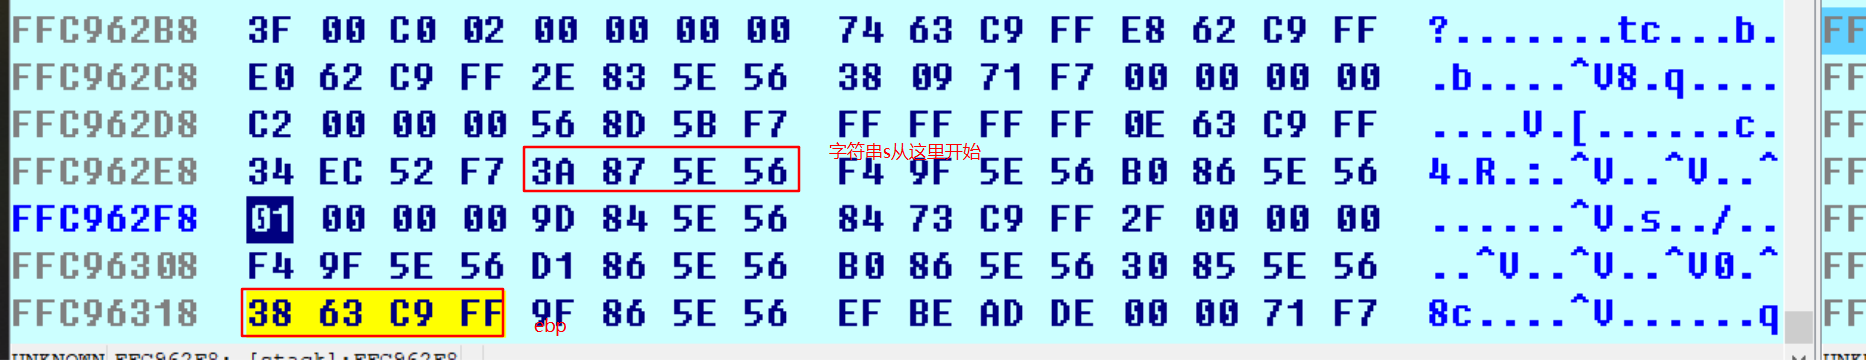 FFC962B8 3F 00 C0 02 00 00 00 00 74 63 C9 FF E8 62 C9 FF ?.......tc...b. FF
FFC962C8 E0 62 C9 FF 2E 83 5E 56 38 09 71 F7 00 00 00 00 .b....^V8.q.... FF
FFC962D8 C2 00 00 00 56 8D 5B F7 FF FF FF FF 0E 63 C9 FF ....V.[......c. FF
字符串s从这里开始
FFC962E8 34 EC 52 F7 3A 87 5E 56 F4 9F 5E 56 B0 86 5E 56 4.R.:.^V..^V..^ FF
FFC962F8 01 00 00 00 9D 84 5E 56 84 73 C9 FF 2F 00 00 00 ......^V.s../.. FF
FFC96308 F4 9F 5E 56 D1 86 5E 56 B0 86 5E 56 30 85 5E 56 ..^V..^V..^V0.^ FF
FFC96318 38 63 C9 FF 9F 86 5E 56 EF BE AD DE 00 00 71 F7 8c....^V......q FF
ebp
UNKNOWN FFC962F8: [stack]:FFC962F8